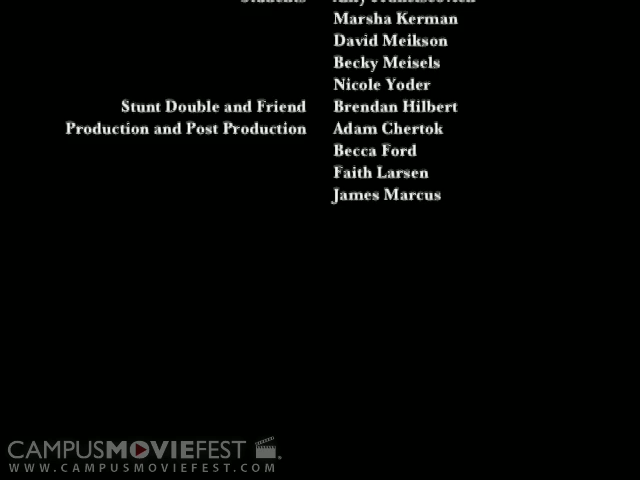 Marsha Kerman
David Meikson
Becky Meisels
Nicole Yoder
Stunt Double and Friend Brendan Hilbert
Production and Post Production Adam Chertok
Becca Ford
Faith Larsen
James Marcus
CAMPUSMOVIEFEST
WWW.CAMPUSMOVIEFEST.COM